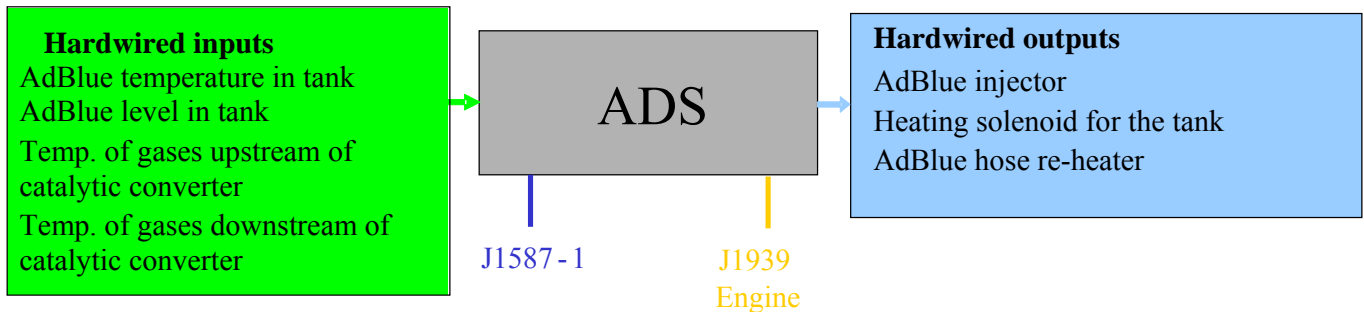 Hardwired inputs
AdBlue temperature in tank
AdBlue level in tank
Temp. of gases upstream of
catalytic converter
Temp. of gases downstream of
catalytic converter
ADS
J1587 - 1
J1939
Engine
Hardwired outputs
AdBlue injector
Heating solenoid for the tank
AdBlue hose re-heater